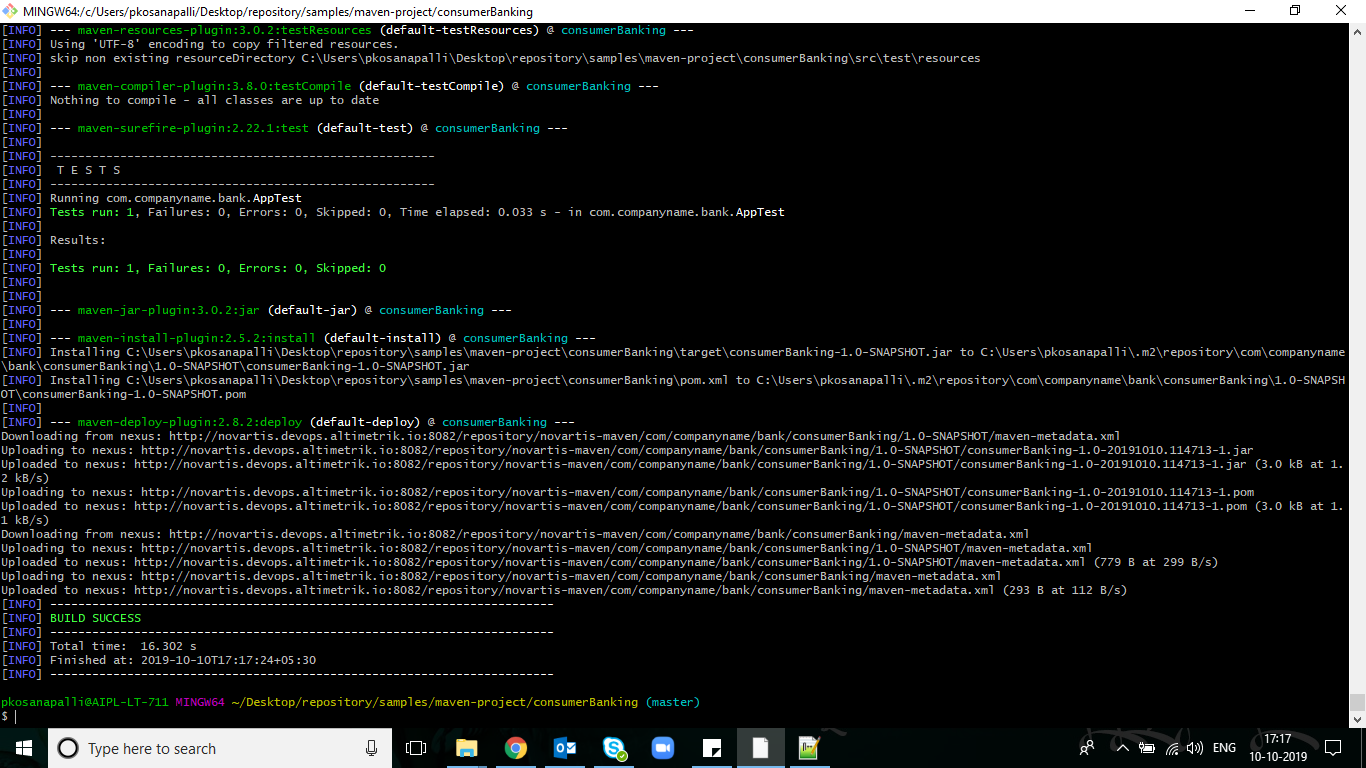 MINGW64:/c/Users/pkosanapalli/Desktop/repository/samples/maven-project/consumerBanking
[INFO] --- maven-resources-plugin:3.0.2:testResources (default-testResources) @ consumerBanking ---
[INFO] Using 'UTF-8' encoding to copy filtered resources.
[INFO] skip non existing resourceDirectory C:\Users\pkosanapalli\Desktop\repository\samples\maven-project\consumerBanking\src\test\resources
[INFO]
[INFO] --- maven-compiler-plugin:3.8.0:testCompile (default-testCompile) @ consumerBanking ---
[INFO] Nothing to compile - all classes are up to date
[INFO]
[INFO] --- maven-surefire-plugin:2.22.1:test (default-test) @ consumerBanking ---
[INFO]
[INFO] -------------------------------------------------------
[INFO]  T E S T S
[INFO] -------------------------------------------------------
[INFO] Running com.companyname.bank.AppTest
[INFO] Tests run: 1, Failures: 0, Errors: 0, Skipped: 0, Time elapsed: 0.033 s - in com.companyname.bank.AppTest
[INFO]
[INFO] Results:
[INFO]
[INFO] Tests run: 1, Failures: 0, Errors: 0, Skipped: 0
[INFO]
[INFO]
[INFO] --- maven-jar-plugin:3.0.2:jar (default-jar) @ consumerBanking ---
[INFO]
[INFO] --- maven-install-plugin:2.5.2:install (default-install) @ consumerBanking ---
[INFO] Installing C:\Users\pkosanapalli\Desktop\repository\samples\maven-project\consumerBanking\target\consumerBanking-1.0-SNAPSHOT.jar to C:\Users\pkosanapalli\.m2\repository\com\companyname
\bank\consumerBanking\1.0-SNAPSHOT\consumerBanking-1.0-SNAPSHOT.jar
[INFO] Installing C:\Users\pkosanapalli\Desktop\repository\samples\maven-project\consumerBanking\pom.xml to C:\Users\pkosanapalli\.m2\repository\com\companyname\bank\consumerBanking\1.0-SNAPSH
OT\consumerBanking-1.0-SNAPSHOT.pom
[INFO]
[INFO] --- maven-deploy-plugin:2.8.2:deploy (default-deploy) @ consumerBanking ---
Downloading from nexus: http://novartis.devops.altimetrik.io:8082/repository/novartis-maven/com/companyname/bank/consumerBanking/1.0-SNAPSHOT/maven-metadata.xml
Uploading to nexus: http://novartis.devops.altimetrik.io:8082/repository/novartis-maven/com/companyname/bank/consumerBanking/1.0-SNAPSHOT/consumerBanking-1.0-20191010.114713-1.jar
Uploaded to nexus: http://novartis.devops.altimetrik.io:8082/repository/novartis-maven/com/companyname/bank/consumerBanking/1.0-SNAPSHOT/consumerBanking-1.0-20191010.114713-1.jar (3.0 kB at 1.
2 kB/s)
Uploading to nexus: http://novartis.devops.altimetrik.io:8082/repository/novartis-maven/com/companyname/bank/consumerBanking/1.0-SNAPSHOT/consumerBanking-1.0-20191010.114713-1.pom
Uploaded to nexus: http://novartis.devops.altimetrik.io:8082/repository/novartis-maven/com/companyname/bank/consumerBanking/1.0-SNAPSHOT/consumerBanking-1.0-20191010.114713-1.pom (3.0 kB at 1.
1 kB/s)
Downloading from nexus: http://novartis.devops.altimetrik.io:8082/repository/novartis-maven/com/companyname/bank/consumerBanking/maven-metadata.xml
Uploading to nexus: http://novartis.devops.altimetrik.io:8082/repository/novartis-maven/com/companyname/bank/consumerBanking/1.0-SNAPSHOT/maven-metadata.xml
Uploaded to nexus: http://novartis.devops.altimetrik.io:8082/repository/novartis-maven/com/companyname/bank/consumerBanking/1.0-SNAPSHOT/maven-metadata.xml (779 B at 299 B/s)
Uploading to nexus: http://novartis.devops.altimetrik.io:8082/repository/novartis-maven/com/companyname/bank/consumerBanking/maven-metadata.xml
Uploaded to nexus: http://novartis.devops.altimetrik.io:8082/repository/novartis-maven/com/companyname/bank/consumerBanking/maven-metadata.xml (293 B at 112 B/s)
[INFO] ------------------------------------------------------------------------
[INFO] BUILD SUCCESS
[INFO] ------------------------------------------------------------------------
[INFO] Total time:  16.302 s
[INFO] Finished at: 2019-10-10T17:17:24+05:30
[INFO] ------------------------------------------------------------------------
pkosanapalli@AIPL-LT-711 MINGW64 ~/Desktop/repository/samples/maven-project/consumerBanking (master)
$
Type here to search
ENG
17:17
10-10-2019